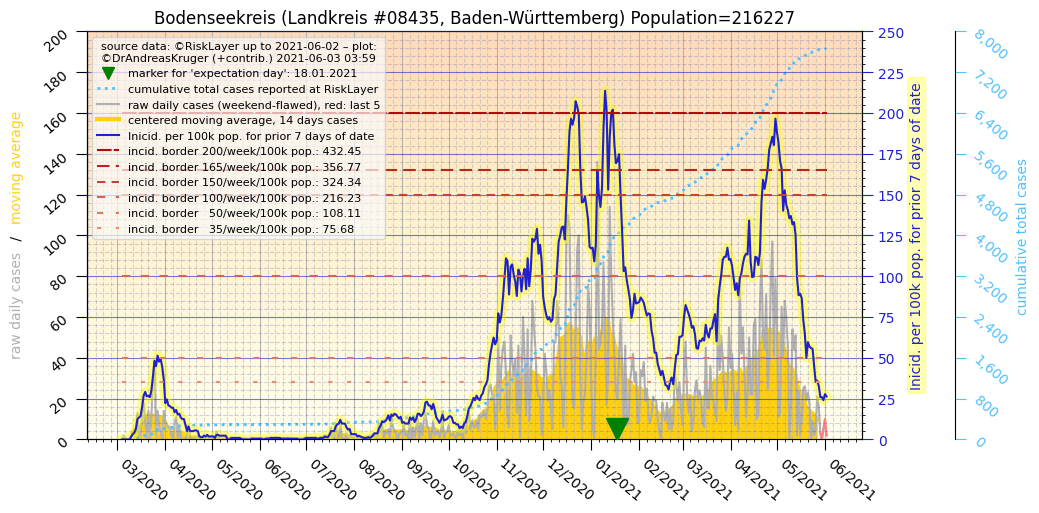 Bodenseekreis (Landkreis #08435, Baden-Württemberg) Population=216227
source data: ©RiskLayer up to 2021-06-02 – plot:
©DrAndreasKruger (+contrib.) 2021-06-03 03:59
marker for 'expectation day': 18.01.2021
cumulative total cases reported at RiskLayer
raw daily cases (weekend-flawed), red: last 5
centered moving average, 14 days cases
Inicid. per 100k pop. for prior 7 days of date
incid. border 200/week/100k pop.: 432.45
incid. border 165/week/100k pop.: 356.77
incid. border 150/week/100k pop.: 324.34
incid. border 100/week/100k pop.: 216.23
incid. border 50/week/100k pop.: 108.11
incid. border 35/week/100k pop.: 75.68
raw daily cases / moving average
200
180
160
140
120
100
80
60
40
20
0
250
225
200
175
150
125
100
75
50
25
0
Inicid. per 100k pop. for prior 7 days of date
8,000
7,200
6,400
5,600
4,800
4,000
3,200
2,400
1,600
800
0
cumulative total cases
03/2020
04/2020
05/2020
06/2020
07/2020
08/2020
09/2020
10/2020
11/2020
12/2020
01/2021
02/2021
03/2021
04/2021
05/2021
06/2021